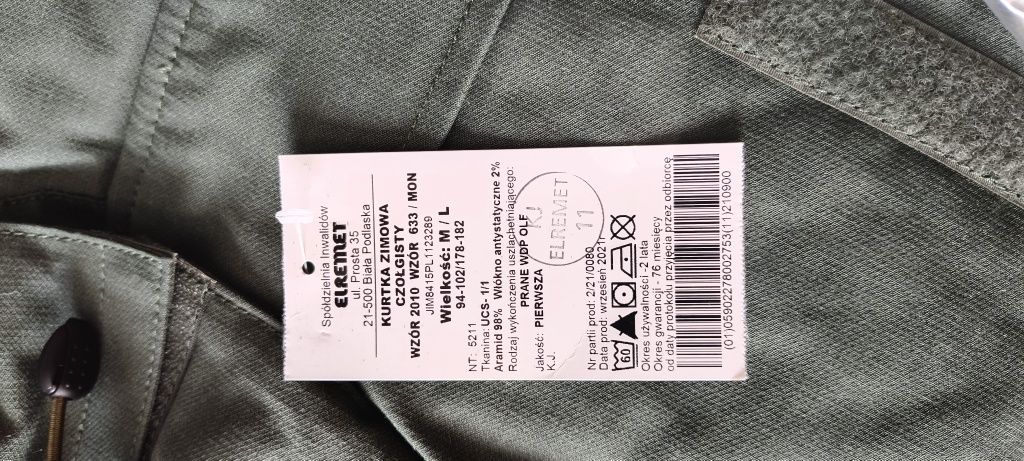 Spółdzielnia Inwalidów
ELREMET
ul. Prosta 35
21-500 Biała Podlaska
KURTKA ZIMOWA
CZOŁGISTY
WZÓR 2010 WZÓR 633 / MON
JIM8415PL1123289
Wielkość: M / L
94-102/178-182
NT: 5211
Tkanina: UCS- 1/1
Aramid 98% Włókno antystatyczne 2%
Rodzaj wykończenia uszlachetniającego:
PRANE WDP OLF
Jakość: PIERWSZA
K.J.
KJ
ELREMET
11
Nr partii prod: 2/21/0080
Data prod: wrzesień 2021
60
Okres używalności - 2 lata
Okres gwarancji - 76 miesięcy
od daty protokołu przyjęcia przez odbiorcę
(01)05902278002753(11)210900